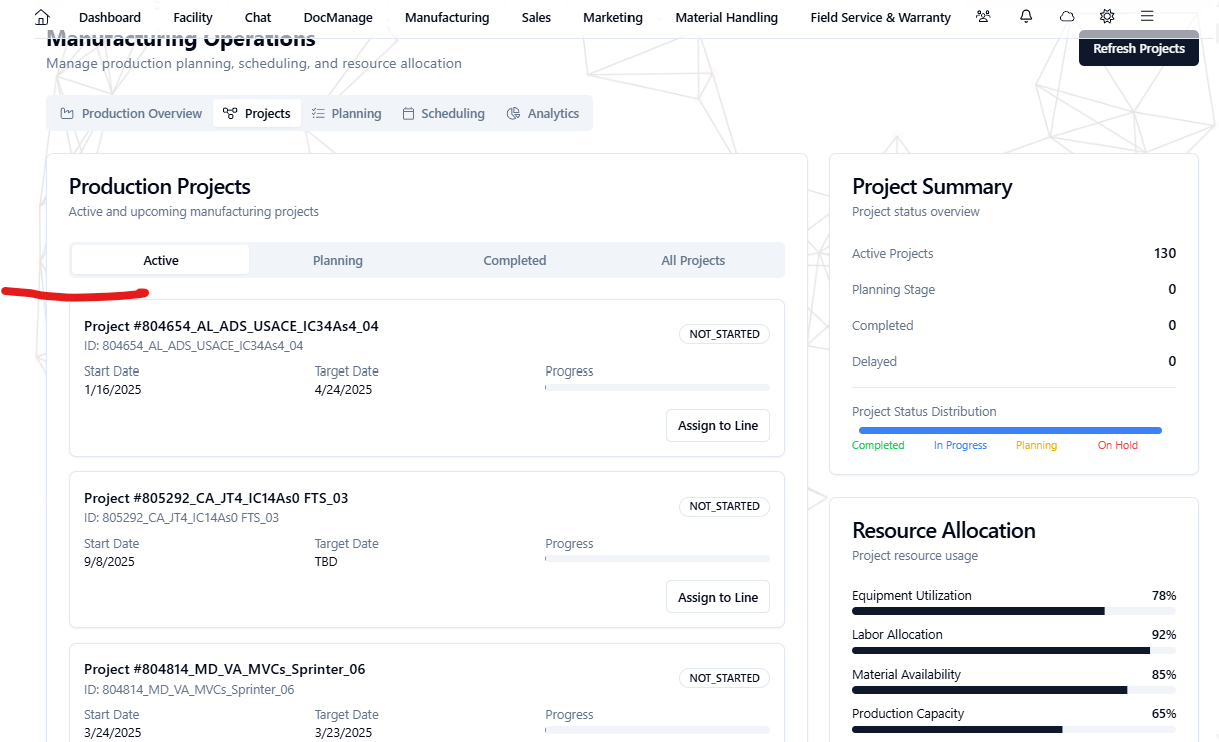 Dashboard Facility Chat DocManage Manufacturing Sales Marketing Material Handling Field Service & Warranty
Manufacturing Operations
Manage production planning, scheduling, and resource allocation
Refresh Projects
Production Overview Projects Planning Scheduling Analytics
Production Projects
Active and upcoming manufacturing projects
Active Planning Completed All Projects
Project #804654_AL_ADS_USACE_IC34As4_04
NOT_STARTED
ID: 804654_AL_ADS_USACE_IC34As4_04
Start Date Target Date Progress
1/16/2025 4/24/2025
Assign to Line
Project #805292_CA_JT4_IC14As0 FTS_03
NOT_STARTED
ID: 805292_CA_JT4_IC14As0 FTS_03
Start Date Target Date Progress
9/8/2025 TBD
Assign to Line
Project #804814_MD_VA_MVCs_Sprinter_06
NOT_STARTED
ID: 804814_MD_VA_MVCs_Sprinter_06
Start Date Target Date Progress
3/24/2025 3/23/2025
Project Summary
Project status overview
Active Projects 130
Planning Stage 0
Completed 0
Delayed 0
Project Status Distribution
Completed In Progress Planning On Hold
Resource Allocation
Project resource usage
Equipment Utilization 78%
Labor Allocation 92%
Material Availability 85%
Production Capacity 65%